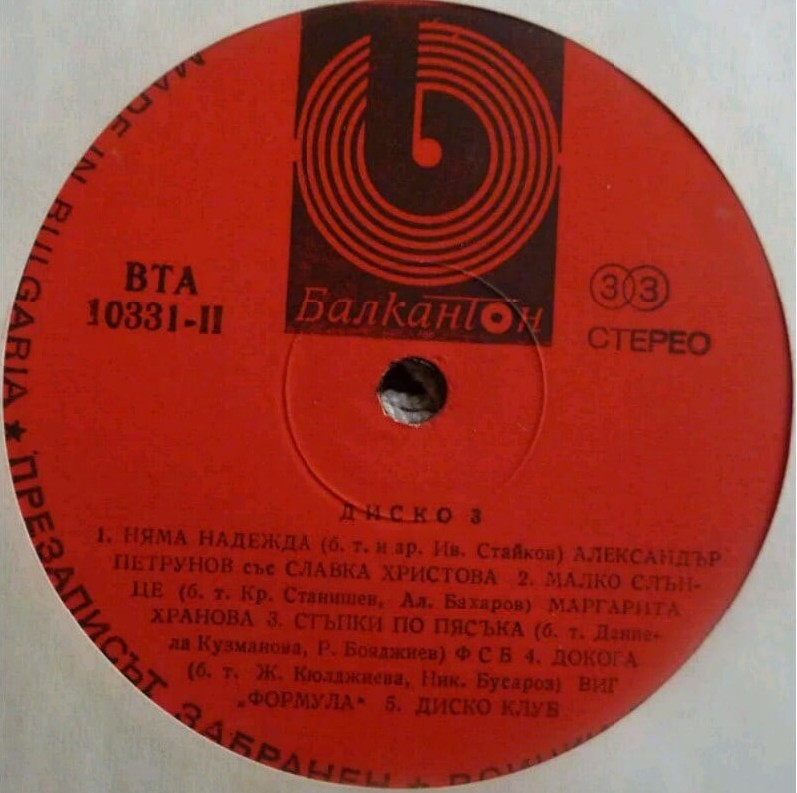 Балкантон
ВТА
10331-II
33
СТЕРЕО
ДИСКО 3
1. НЯМА НАДЕЖДА (б. т. и ар. Ив. Стайков) АЛЕКСАНДЪР
ПЕТРУНОВ със СЛАВКА ХРИСТОВА 2. МАЛКО СЛЪН-
ЦЕ (б. т. Кр. Станишев, Ал. Бахаров) МАРГАРИТА
ХРАНОВА 3. СТЪПКИ ПО ПЯСЪКА (б. т. Дание-
ла Кузманова, Р. Бояджиев) ФСБ 4. ДОКОГА
(б. т. Ж. Кюлджиева, Ник. Бусароз) ВИГ
„ФОРМУЛА" 5. ДИСКО КЛУБ
MADE IN BULGARIA ★ ПРЕЗАПИСЪТ ЗАБРАНЕН ★